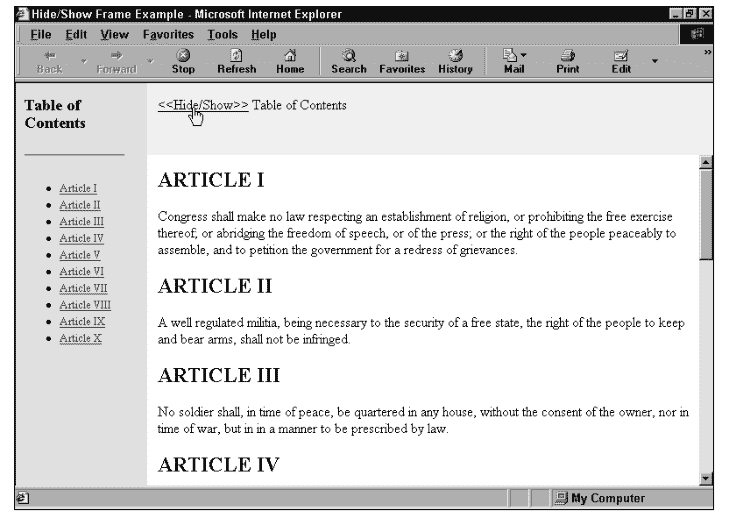 Hide/Show Frame Example - Microsoft Internet Explorer
File Edit View Favorites Tools Help
Back Forward Stop Refresh Home Search Favorites History Mail Print Edit »
Table of
Contents
<<Hide/Show>> Table of Contents
Article I
Article II
Article III
Article IV
Article V
Article VI
Article VII
Article VIII
Article IX
Article X
ARTICLE I
Congress shall make no law respecting an establishment of religion, or prohibiting the free exercise
thereof; or abridging the freedom of speech, or of the press; or the right of the people peaceably to
assemble, and to petition the government for a redress of grievances.
ARTICLE II
A well regulated militia, being necessary to the security of a free state, the right of the people to keep
and bear arms, shall not be infringed.
ARTICLE III
No soldier shall, in time of peace, be quartered in any house, without the consent of the owner, nor in
time of war, but in in a manner to be prescribed by law.
ARTICLE IV
My Computer